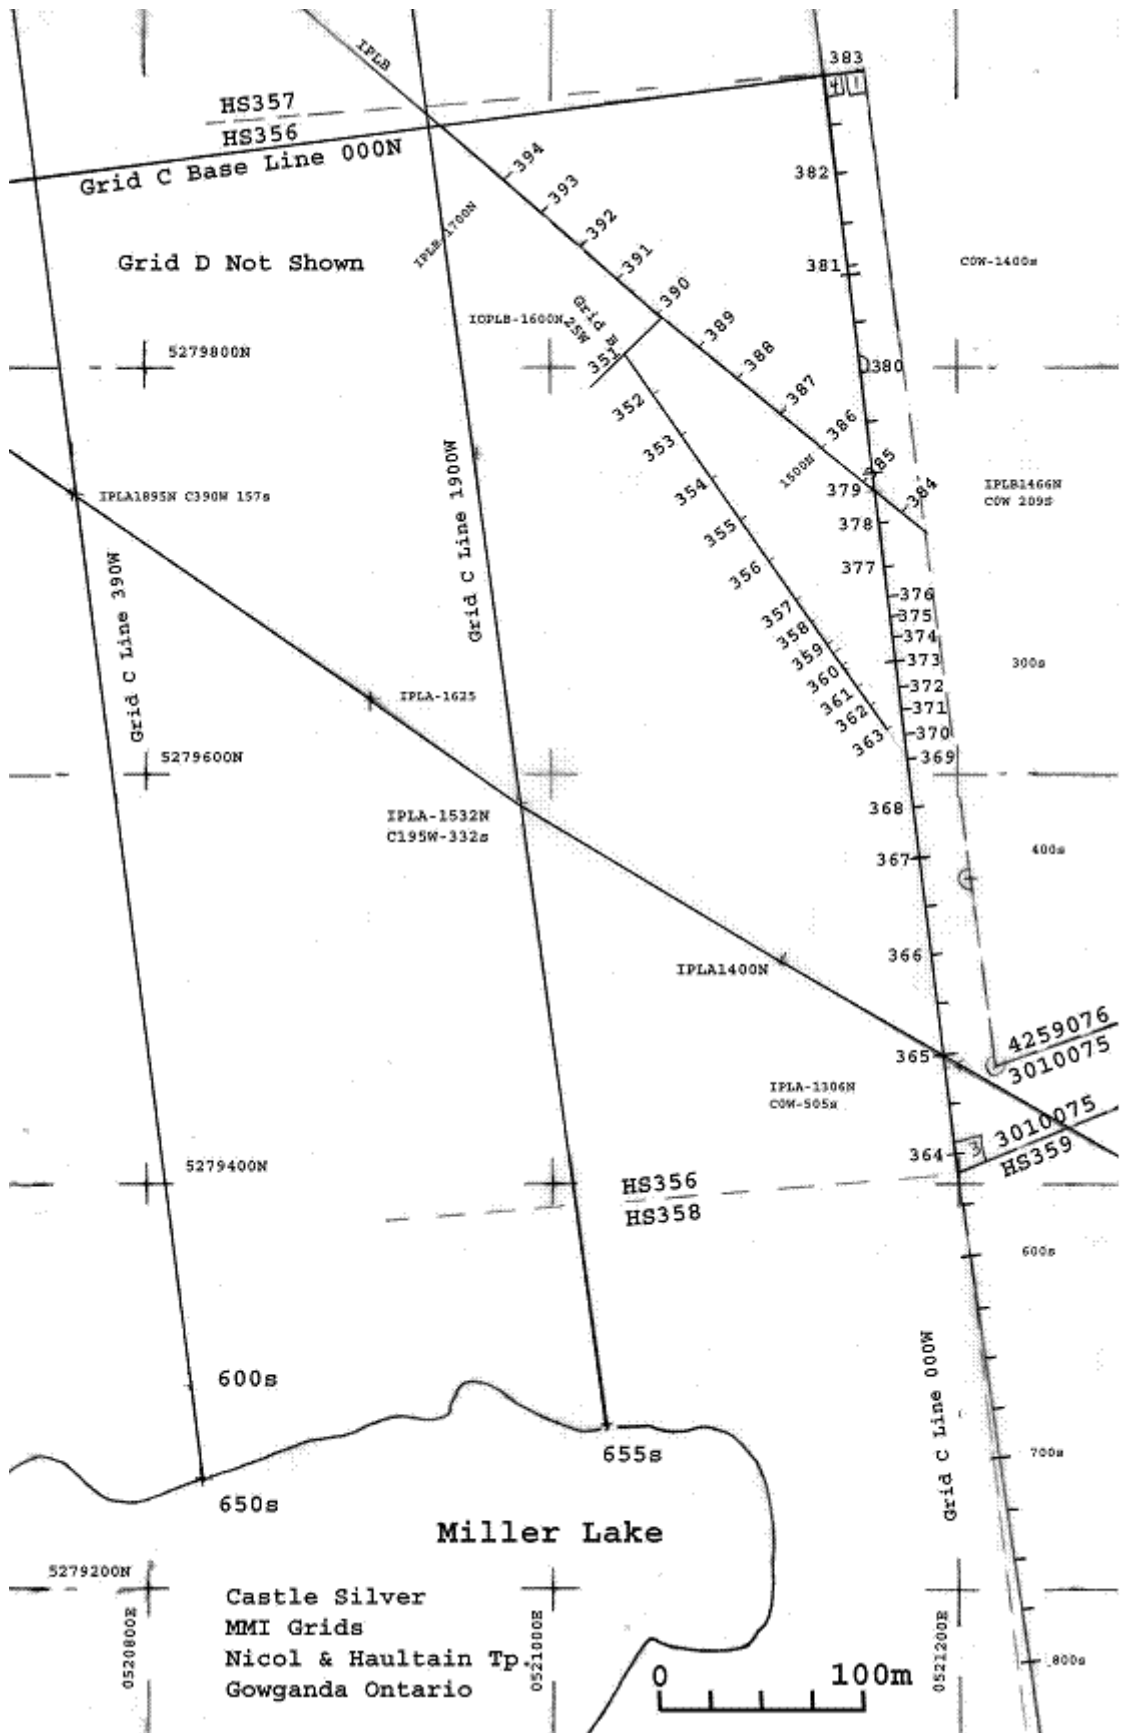 383
IPLB
HS357
4 1
HS356
Grid C Base Line 000N
394
382
393
392
IPLB-1700N
391
Grid D Not Shown
381
COW-1400s
390
Grid B
25W
IOPLB-1600N
389
351
5279800N
388
380
352
387
386
353
Grid C Line 1900W
1500N
385
354
379
384
IPLB1466N
COW 209S
IPLA1895N C390W 157s
355
378
356
377
Grid C Line 390W
357
376
375
358
374
359
373
300s
360
372
IPLA-1625
361
371
362
370
363
369
5279600N
IPLA-1532N
C195W-332s
368
367
400s
366
IPLA1400N
4259076
365
3010075
IPLA-1306N
COW-505s
3010075
3
364
HS359
5279400N
HS356
HS358
600s
600s
Grid C Line 000W
655s
700s
650s
Miller Lake
5279200N
Castle Silver
MMI Grids
Nicol & Haultain Tp.
Gowganda Ontario
0520800E
0521000E
0521200E
0 100m
800s